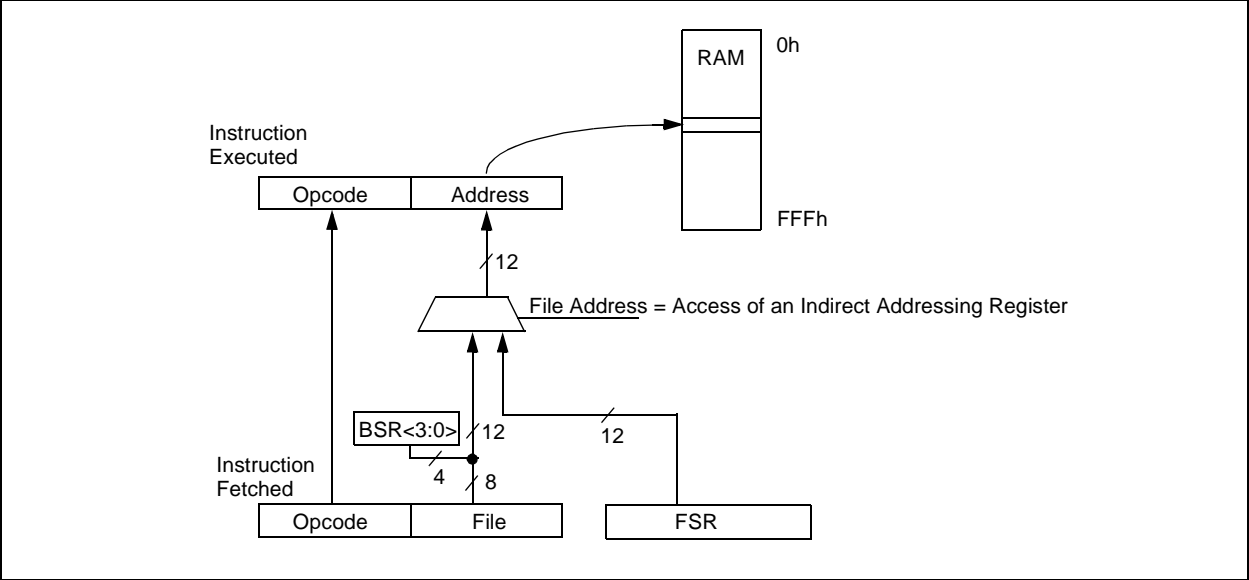 RAM
0h
Instruction
Executed
Opcode
Address
FFFh
12
File Address = Access of an Indirect Addressing Register
BSR<3:0>
12
12
4
8
Instruction
Fetched
Opcode
File
FSR